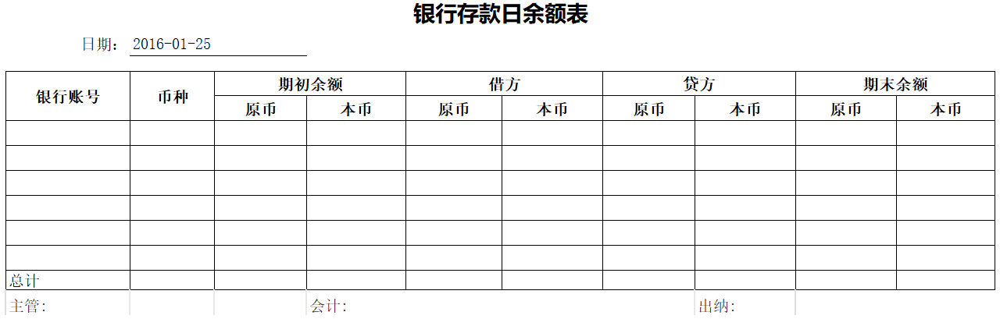 银行存款日余额表
日期： 2016-01-25
银行账号 币种 期初余额 借方 贷方 期末余额
原币 本币 原币 本币 原币 本币 原币 本币
总计
主管: 会计: 出纳: